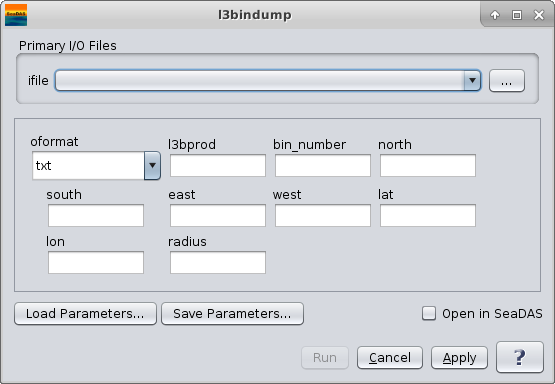 SeaDAS
l3bindump
Primary I/O Files
ifile
...
oformat l3bprod bin_number north
txt
south east west lat
lon radius
Load Parameters... Save Parameters... Open in SeaDAS
Run Cancel Apply ?